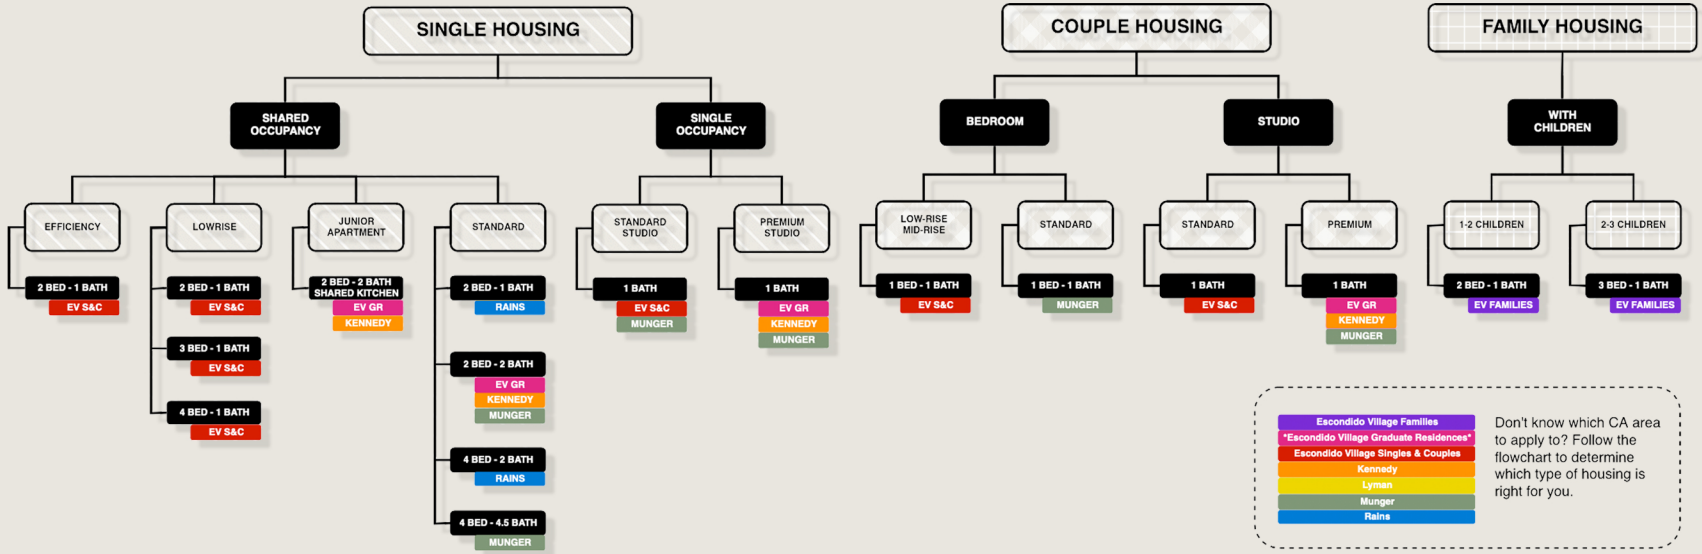 SINGLE HOUSING
SHARED
OCCUPANCY
SINGLE
OCCUPANCY
EFFICIENCY
2 BED - 1 BATH
EV S&C
LOWRISE
2 BED - 1 BATH
EV S&C
3 BED - 1 BATH
EV S&C
4 BED - 1 BATH
EV S&C
JUNIOR
APARTMENT
2 BED - 2 BATH
SHARED KITCHEN
EV GR
KENNEDY
STANDARD
2 BED - 1 BATH
RAINS
2 BED - 2 BATH
EV GR
KENNEDY
MUNGER
4 BED - 2 BATH
RAINS
4 BED - 4.5 BATH
MUNGER
STANDARD
STUDIO
1 BATH
EV S&C
MUNGER
PREMIUM
STUDIO
1 BATH
EV GR
KENNEDY
MUNGER
COUPLE HOUSING
BEDROOM
STUDIO
LOW-RISE
MID-RISE
1 BED - 1 BATH
EV S&C
STANDARD
1 BED - 1 BATH
MUNGER
STANDARD
1 BATH
EV S&C
PREMIUM
1 BATH
EV GR
KENNEDY
MUNGER
FAMILY HOUSING
WITH
CHILDREN
1-2 CHILDREN
2 BED - 1 BATH
EV FAMILIES
2-3 CHILDREN
3 BED - 1 BATH
EV FAMILIES
Escondido Village Families
*Escondido Village Graduate Residences*
Escondido Village Singles & Couples
Kennedy
Lyman
Munger
Rains
Don't know which CA area
to apply to? Follow the
flowchart to determine
which type of housing is
right for you.